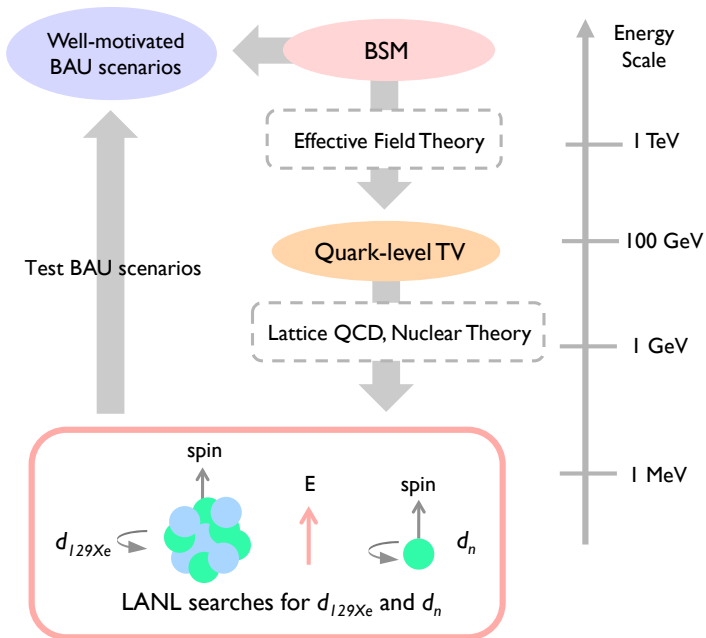 Well-motivated
BAU scenarios
BSM
Energy
Scale
Effective Field Theory
1 TeV
Quark-level TV
100 GeV
Test BAU scenarios
Lattice QCD, Nuclear Theory
1 GeV
spin
E
spin
1 MeV
d129Xe
dn
LANL searches for d129Xe and dn